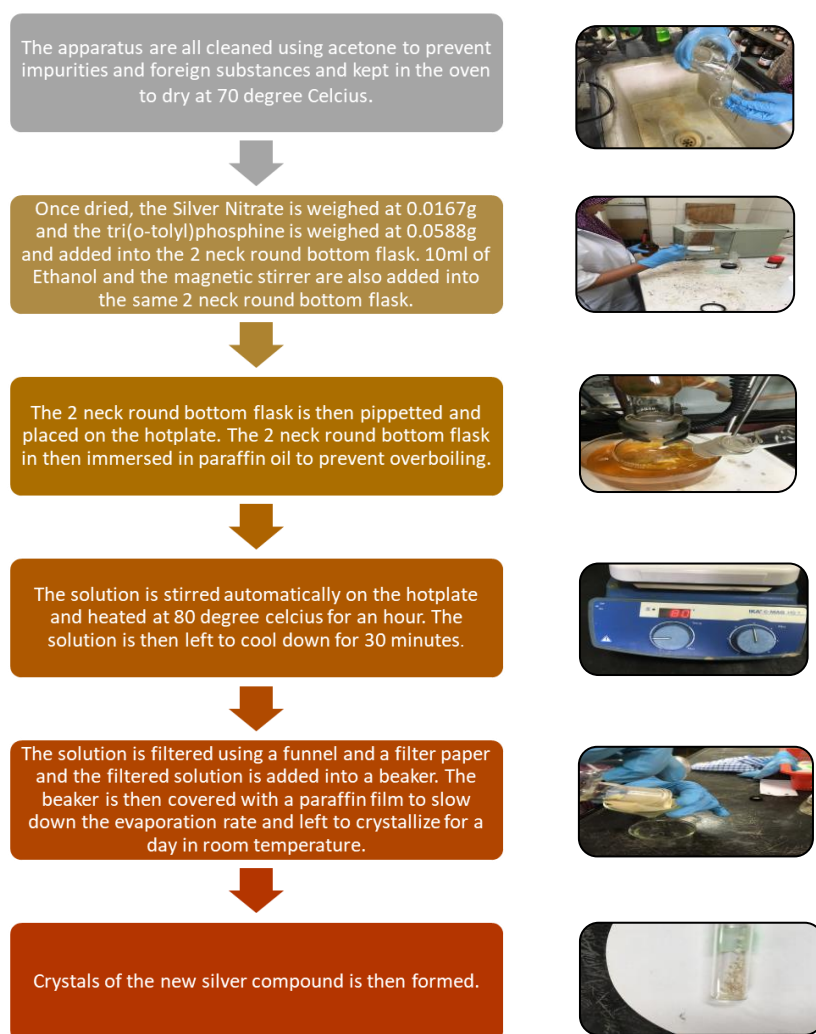 The apparatus are all cleaned using acetone to prevent
impurities and foreign substances and kept in the oven
to dry at 70 degree Celcius.
Once dried, the Silver Nitrate is weighed at 0.0167g
and the tri(o-tolyl)phosphine is weighed at 0.0588g
and added into the 2 neck round bottom flask. 10ml of
Ethanol and the magnetic stirrer are also added into
the same 2 neck round bottom flask.
The 2 neck round bottom flask is then pippetted and
placed on the hotplate. The 2 neck round bottom flask
in then immersed in paraffin oil to prevent overboiling.
The solution is stirred automatically on the hotplate
and heated at 80 degree celcius for an hour. The
solution is then left to cool down for 30 minutes.
80
The solution is filtered using a funnel and a filter paper
and the filtered solution is added into a beaker. The
beaker is then covered with a paraffin film to slow
down the evaporation rate and left to crystallize for a
day in room temperature.
Crystals of the new silver compound is then formed.